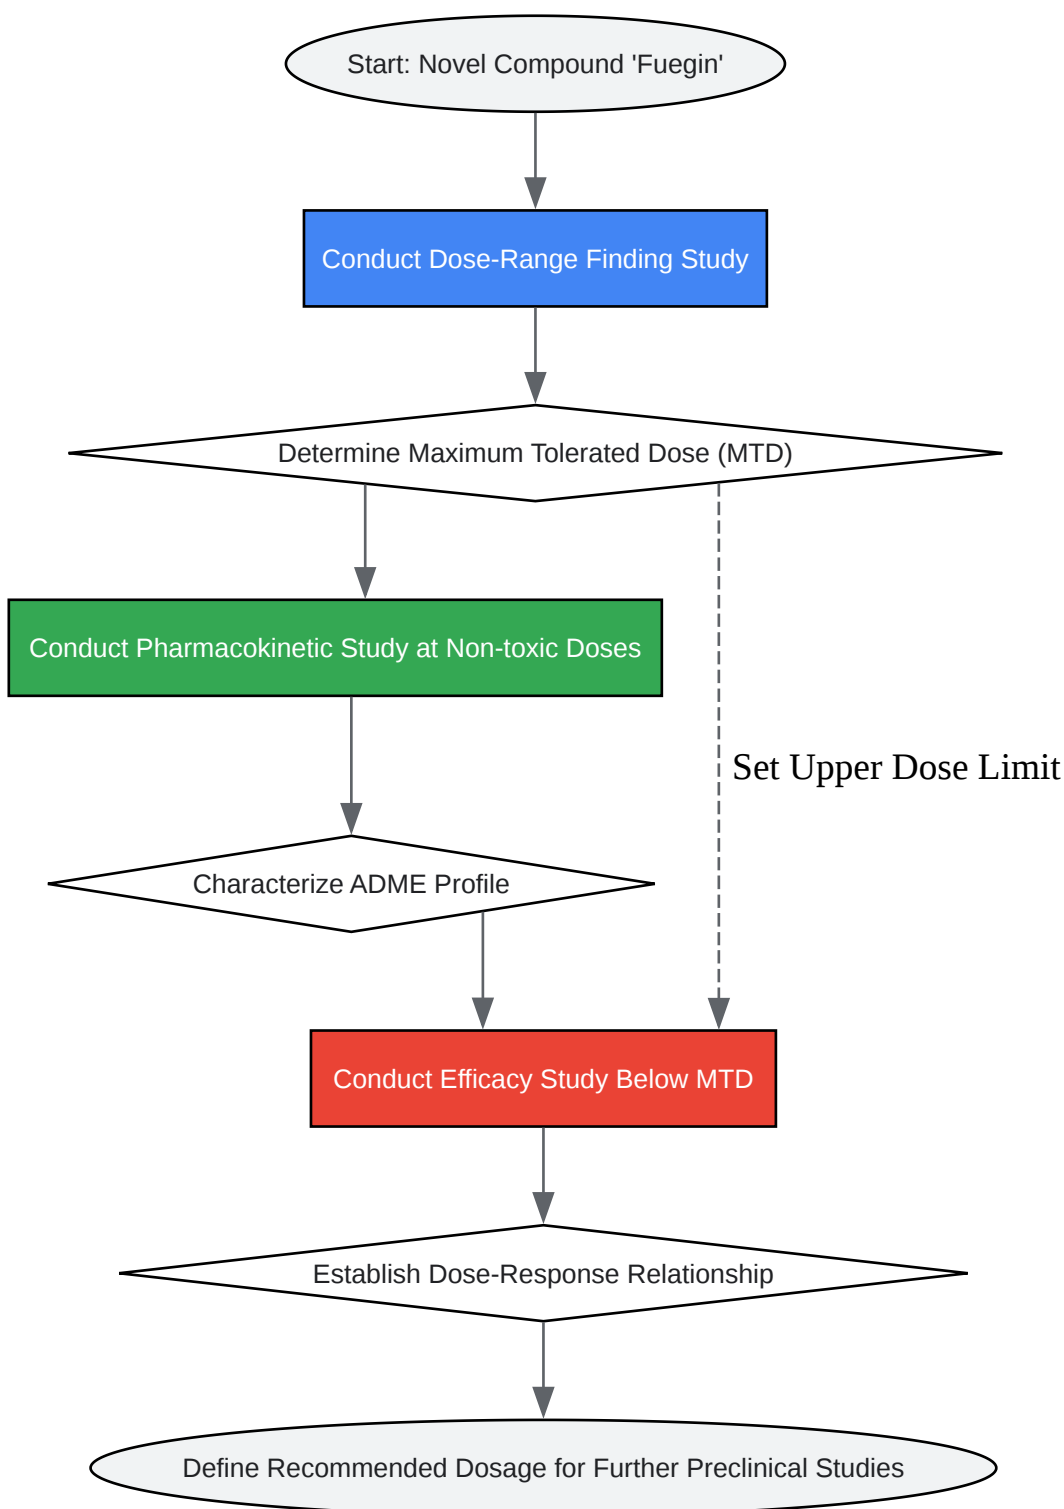 Start: Novel Compound 'Fuegin'
Conduct Dose-Range Finding Study
Determine Maximum Tolerated Dose (MTD)
Conduct Pharmacokinetic Study at Non-toxic Doses
Set Upper Dose Limit
Characterize ADME Profile
Conduct Efficacy Study Below MTD
Establish Dose-Response Relationship
Define Recommended Dosage for Further Preclinical Studies